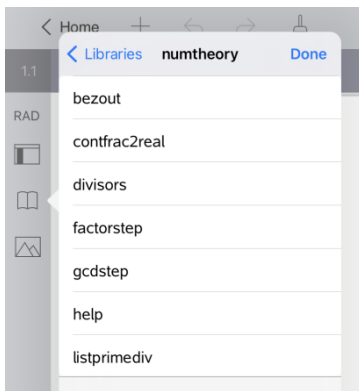 Home
Libraries numtheory Done
1.1
bezout
RAD
contfrac2real
divisors
factorstep
gcdstep
help
listprimediv